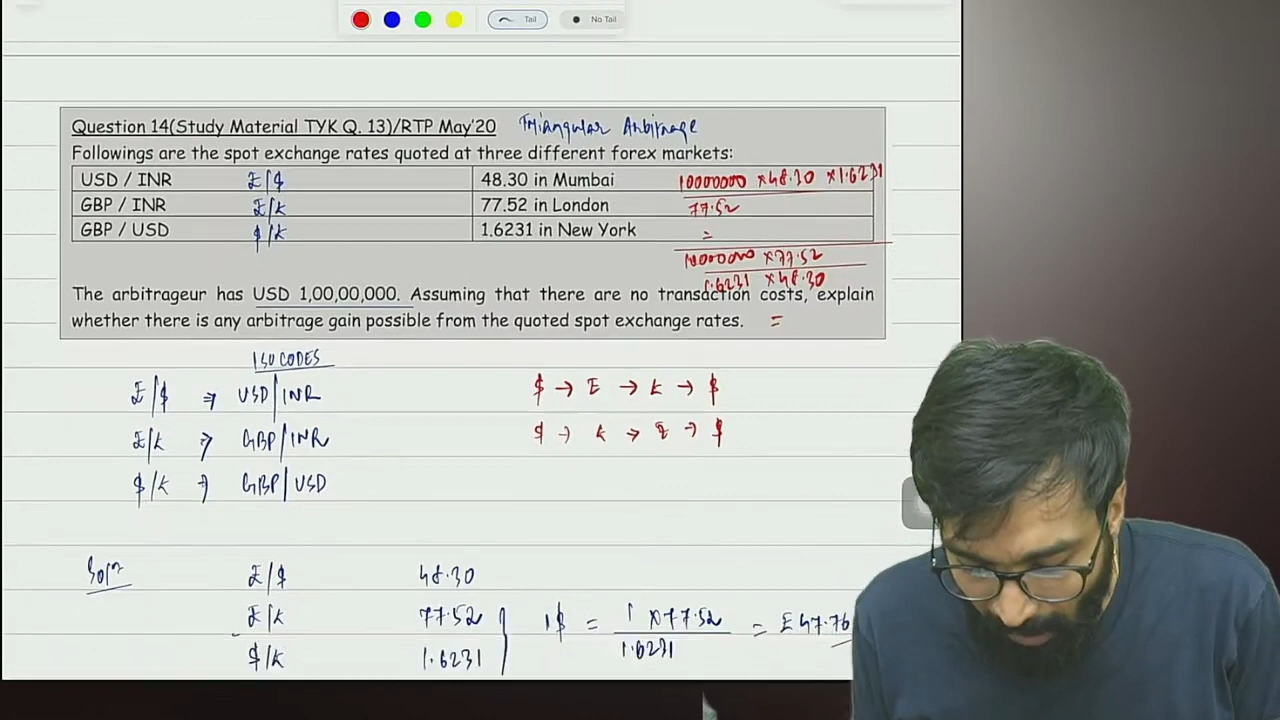 Tail No Tail
Question 14(Study Material TYK Q. 13)/RTP May'20 Triangular Arbitrage
Followings are the spot exchange rates quoted at three different forex markets:
USD / INR ₹/$ 48.30 in Mumbai 10000000 × 48.30 × 1.6231
GBP / INR ₹/£ 77.52 in London 77.52
GBP / USD $/£ 1.6231 in New York =
10000000 × 77.52
1.6231 × 48.30
The arbitrageur has USD 1,00,00,000. Assuming that there are no transaction costs, explain
whether there is any arbitrage gain possible from the quoted spot exchange rates. =
ISO CODES
₹/$ ⇒ USD/INR $ → ₹ → £ → $
₹/£ ⇒ GBP/INR $ → £ → ₹ → $
$/£ ⇒ GBP/USD
Soln ₹/$ 48.30
₹/£ 77.52 1$ = 1 × 77.52 = ₹47.76
$/£ 1.6231 1.6231